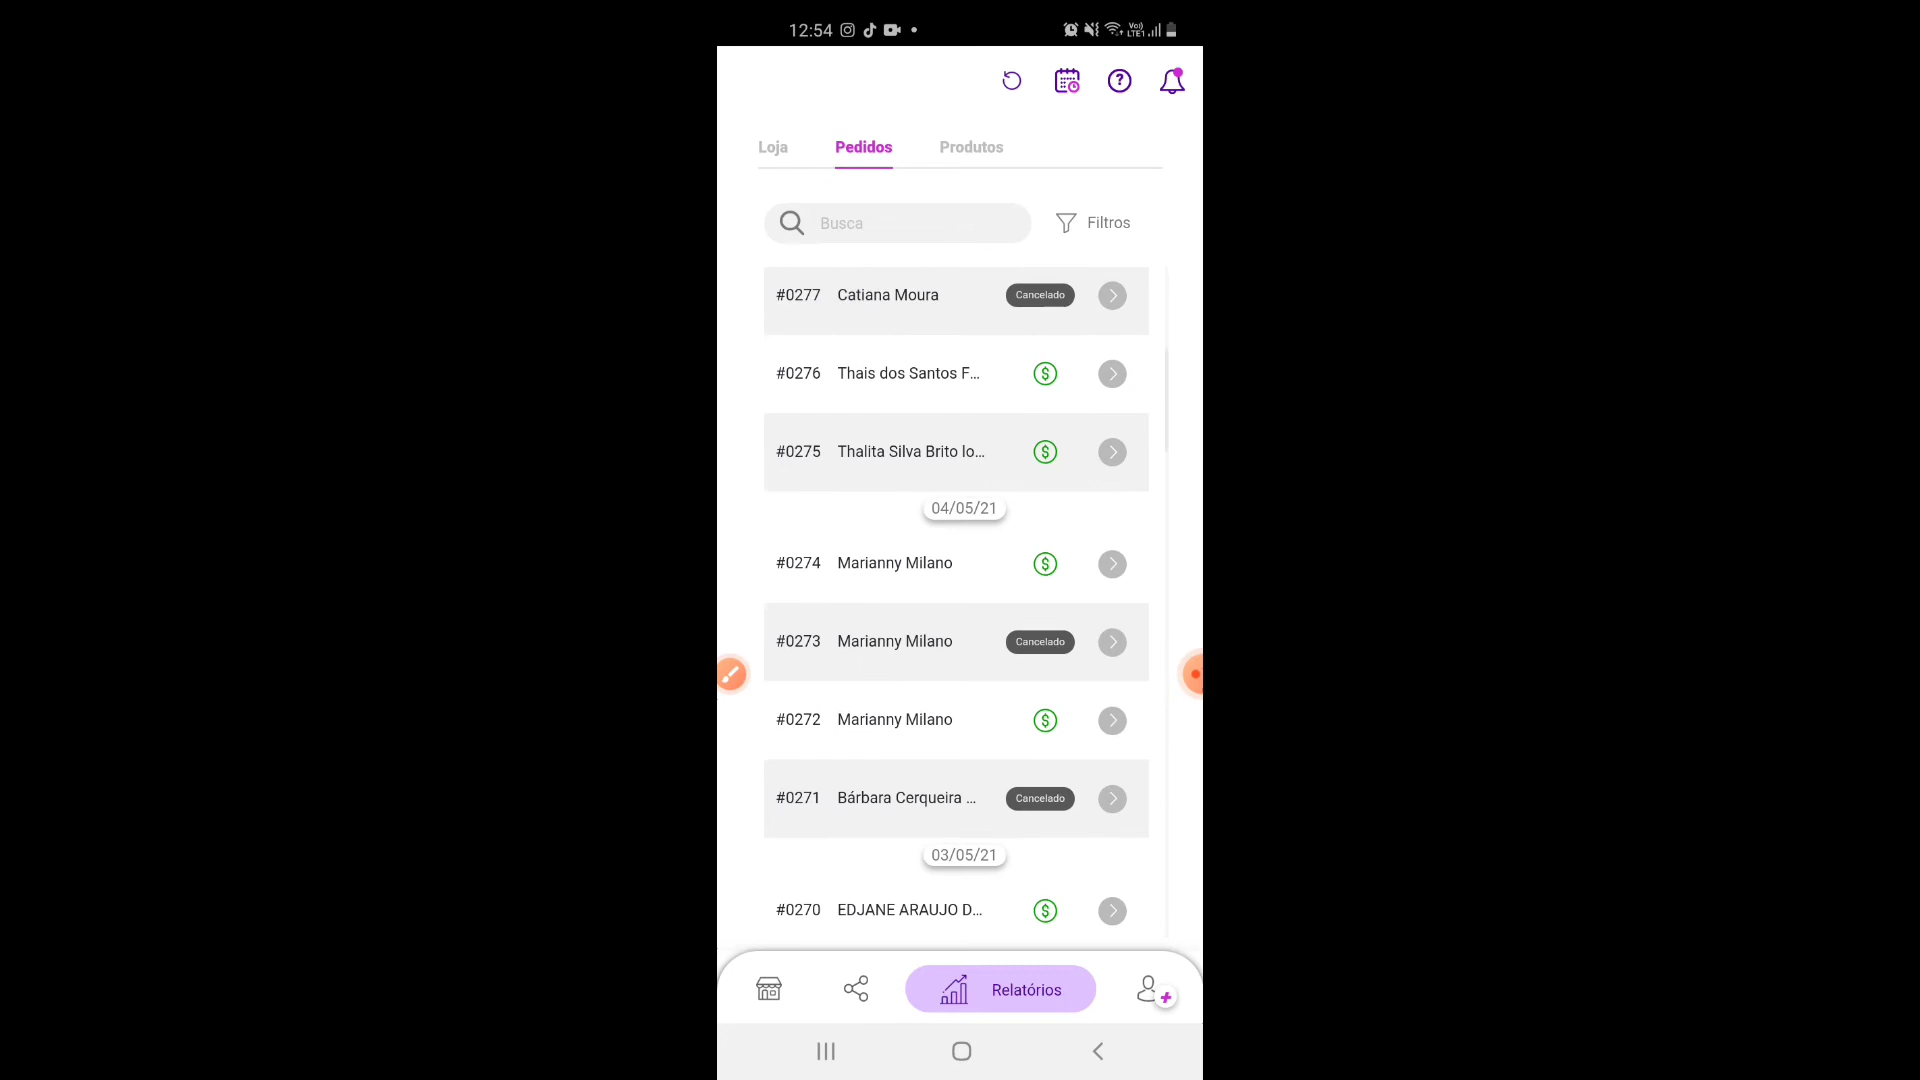 12:54
Loja Pedidos Produtos
Busca Filtros
#0277 Catiana Moura Cancelado
#0276 Thais dos Santos F...
#0275 Thalita Silva Brito lo...
04/05/21
#0274 Marianny Milano
#0273 Marianny Milano Cancelado
#0272 Marianny Milano
#0271 Bárbara Cerqueira ... Cancelado
03/05/21
#0270 EDJANE ARAUJO D...
Relatórios